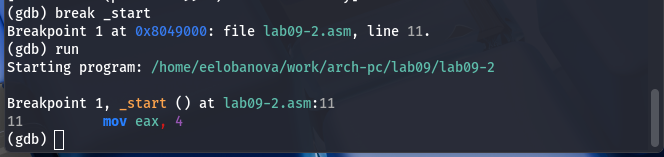 (gdb) break _start
Breakpoint 1 at 0x8049000: file lab09-2.asm, line 11.
(gdb) run
Starting program: /home/eelobanova/work/arch-pc/lab09/lab09-2

Breakpoint 1, _start () at lab09-2.asm:11
11          mov eax, 4
(gdb)